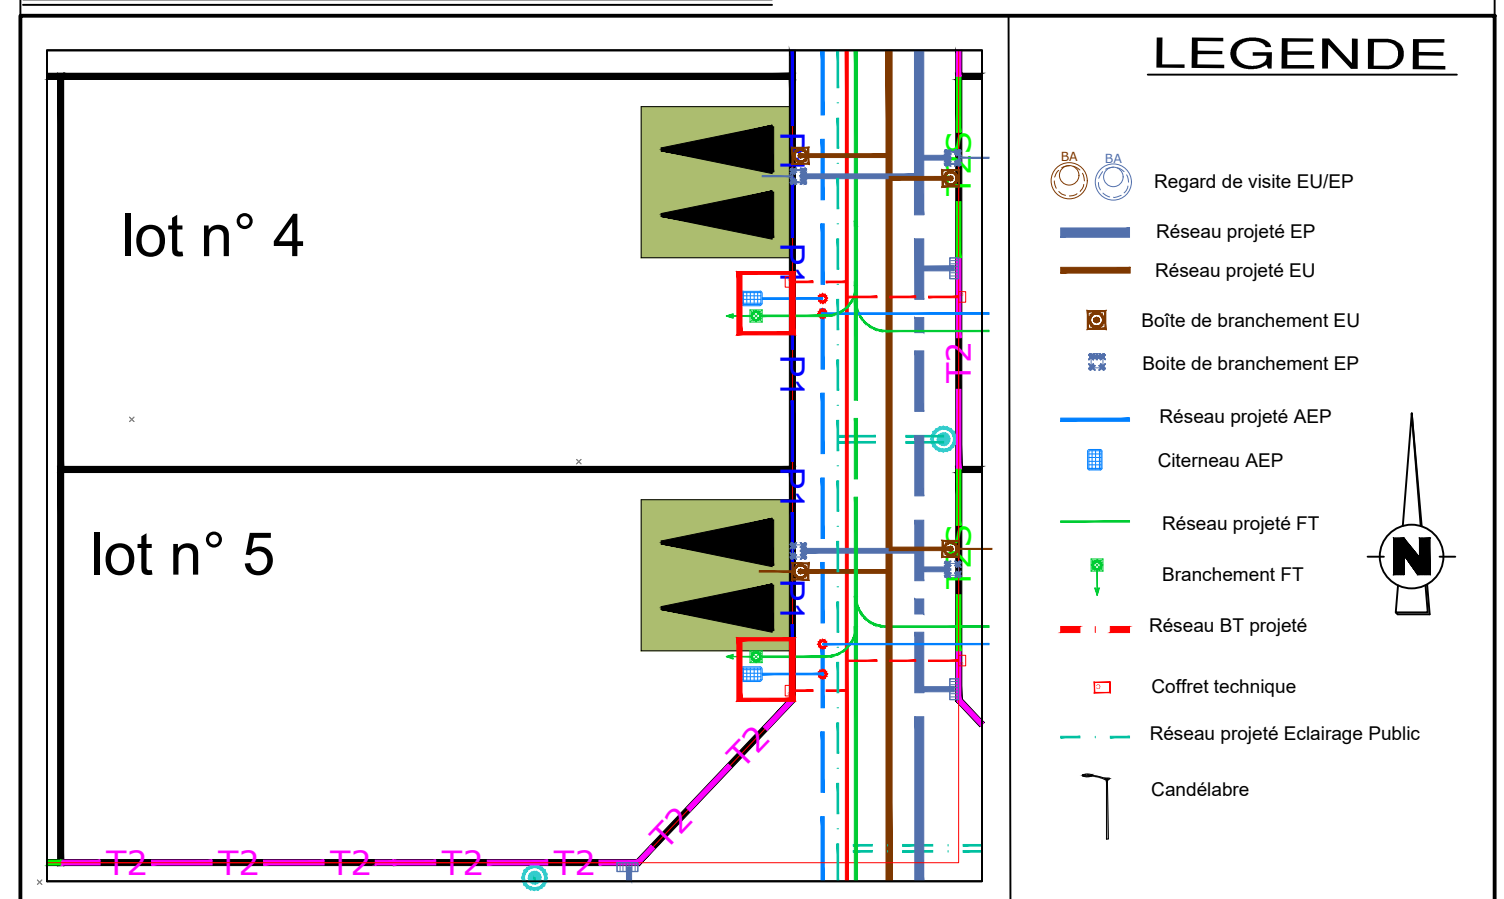 LEGENDE
BA BA
Regard de visite EU/EP
Réseau projeté EP
Réseau projeté EU
Boîte de branchement EU
Boite de branchement EP
Réseau projeté AEP
Citerneau AEP
Réseau projeté FT
Branchement FT
Réseau BT projeté
Coffret technique
Réseau projeté Eclairage Public
Candélabre
N
lot n° 4
lot n° 5
P1
P1
P1
P1
T2
T2
T2
T2 T2 T2 T2 T2